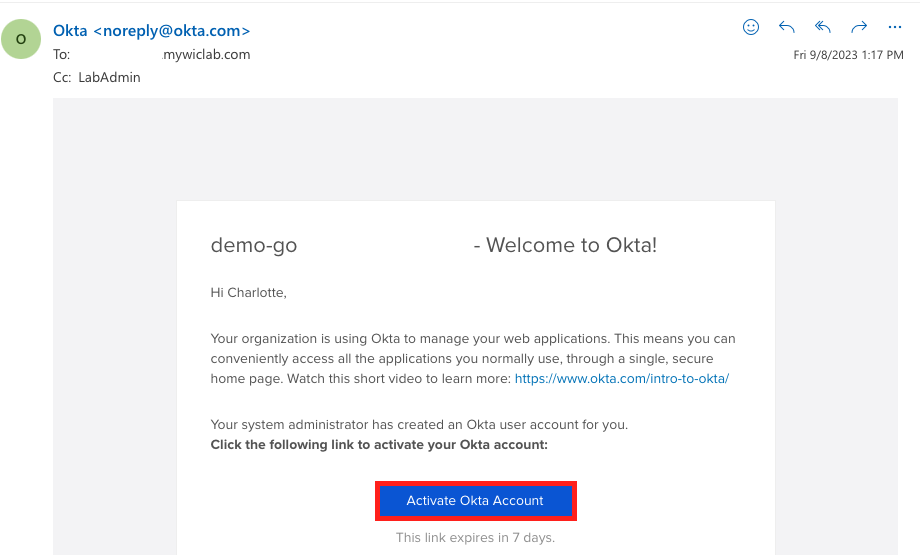 O
Okta <noreply@okta.com>
To: .mywiclab.com
Fri 9/8/2023 1:17 PM
Cc: LabAdmin
demo-go - Welcome to Okta!
Hi Charlotte,
Your organization is using Okta to manage your web applications. This means you can
conveniently access all the applications you normally use, through a single, secure
home page. Watch this short video to learn more: https://www.okta.com/intro-to-okta/
Your system administrator has created an Okta user account for you.
Click the following link to activate your Okta account:
Activate Okta Account
This link expires in 7 days.